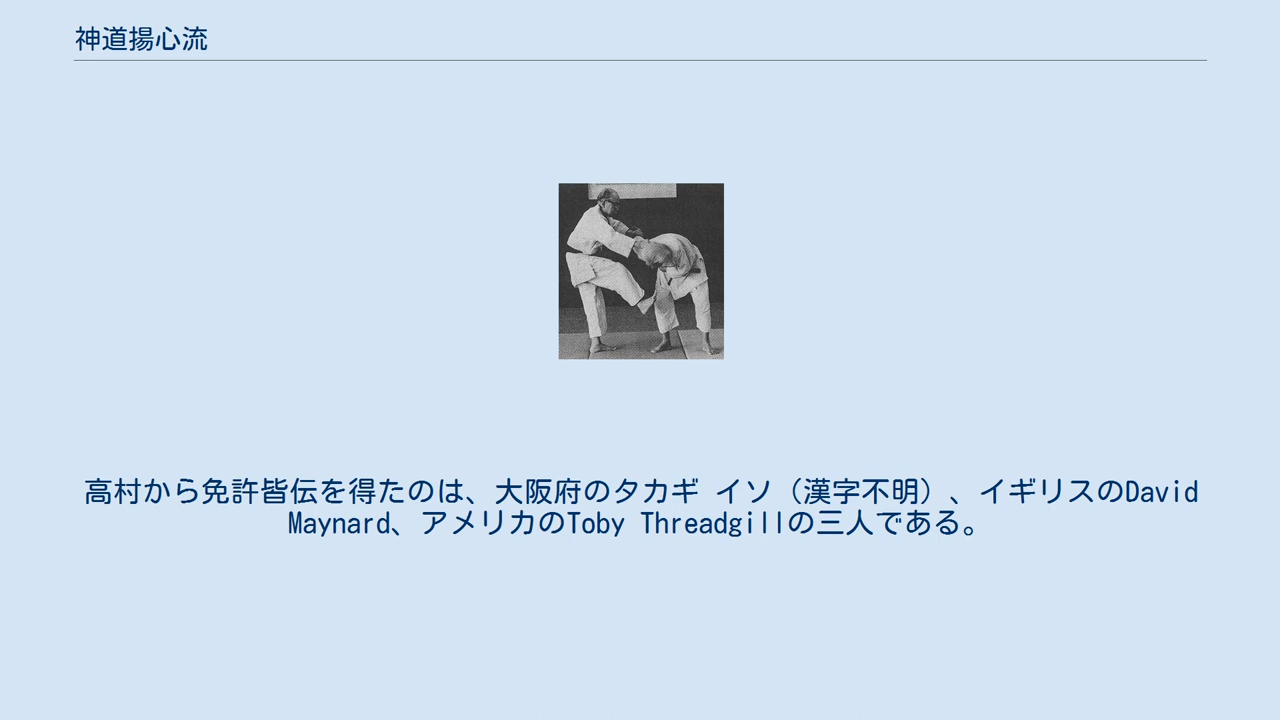 神道揚心流
高村から免許皆伝を得たのは、大阪府のタカギ イソ（漢字不明）、イギリスのDavid
Maynard、アメリカのToby Threadgillの三人である。